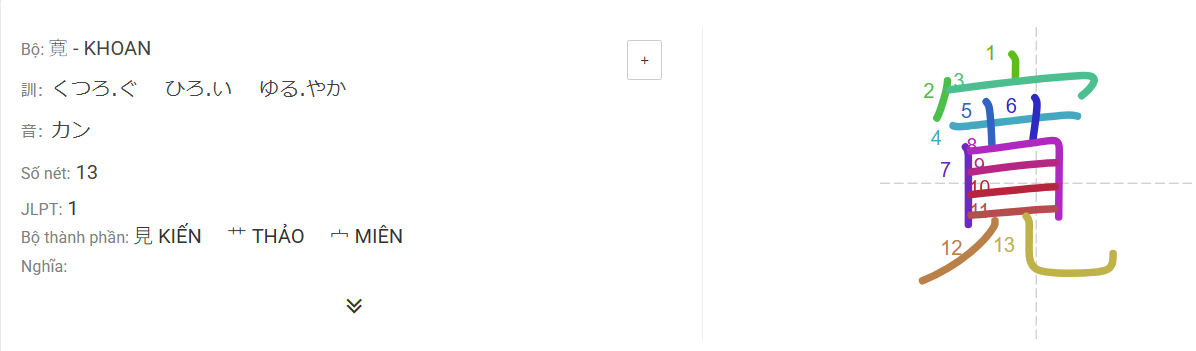 Bộ: 寛 - KHOAN
+
訓: くつろ.ぐ ひろ.い ゆる.やか
音: カン
Số nét: 13
JLPT: 1
Bộ thành phần: 見 KIẾN 艹 THẢO 宀 MIÊN
Nghĩa:
1
2
3
4
5
6
7
8
9
10
11
12
13
寛